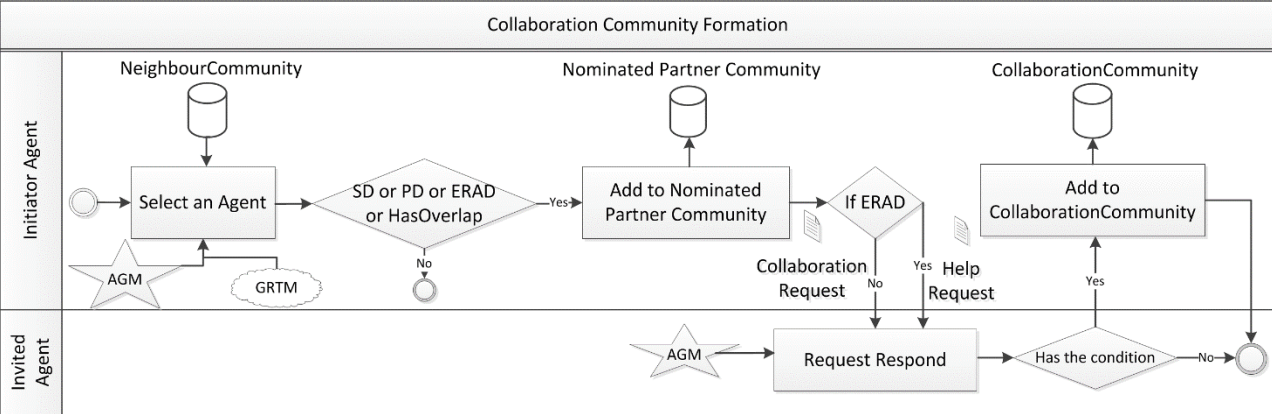 Collaboration Community Formation
Initiator Agent
NeighbourCommunity
Nominated Partner Community
CollaborationCommunity
Select an Agent
SD or PD or ERAD
or HasOverlap
Yes
Add to Nominated
Partner Community
If ERAD
Add to
CollaborationCommunity
No
AGM
GRTM
Collaboration
Request
No
Yes
Help
Request
Yes
Invited
Agent
AGM
Request Respond
Has the condition
No